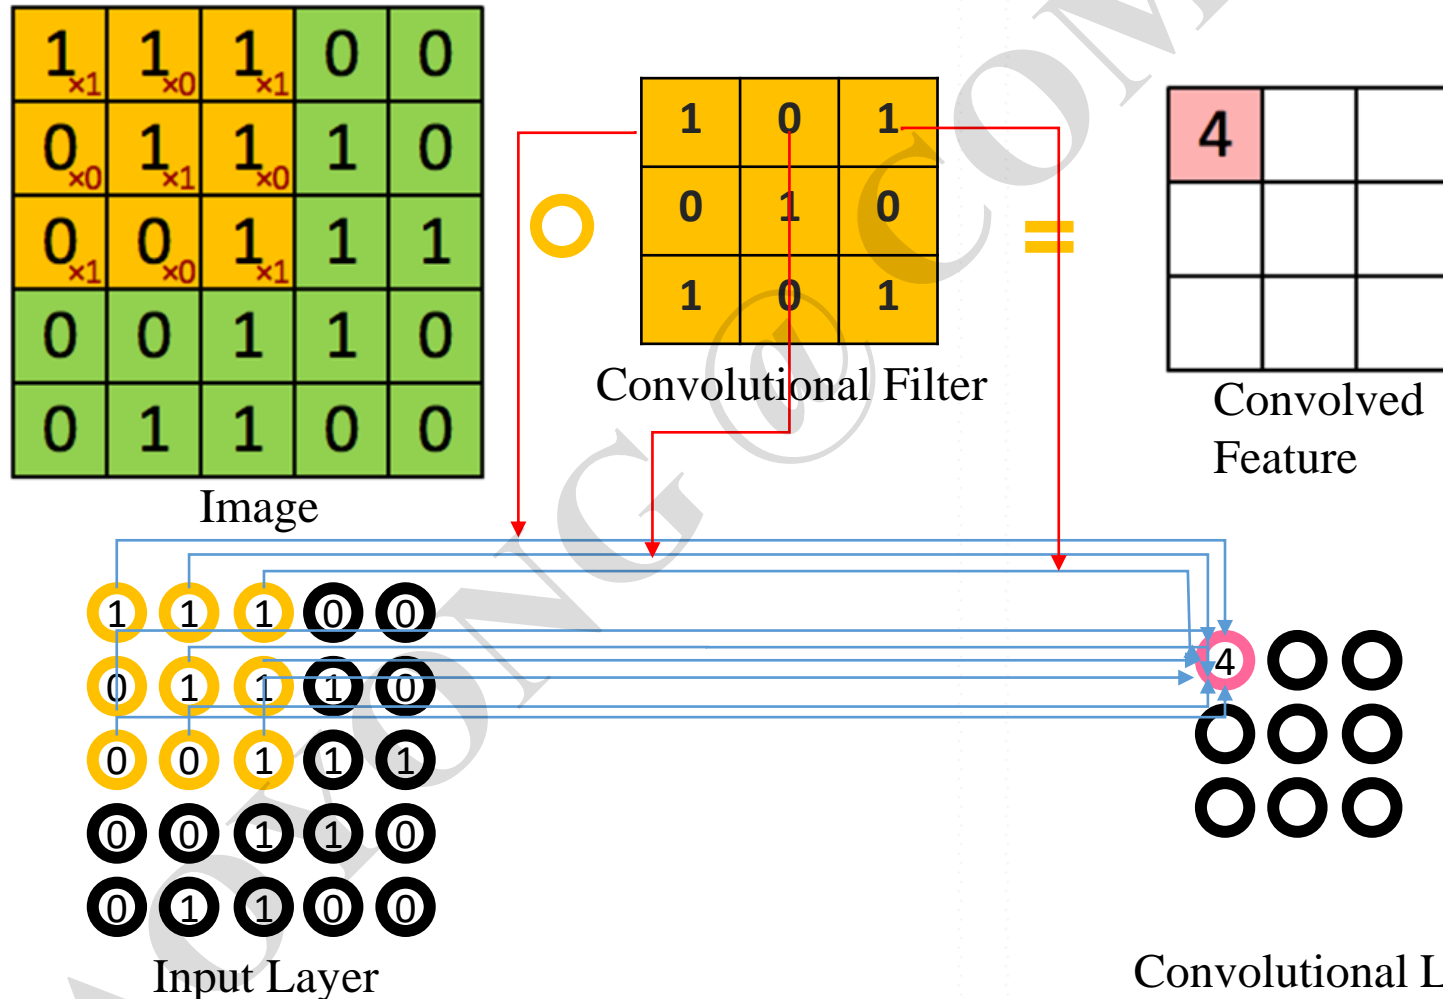 1×1 1×0 1×1 0 0
0×0 1×1 1×0 1 0
0×1 0×0 1×1 1 1
0 0 1 1 0
0 1 1 0 0
Image
1 0 1
0 1 0
1 0 1
Convolutional Filter
=
4
Convolved
Feature
1 1 1 0 0
0 1 1 1 0
0 0 1 1 1
0 0 1 1 0
0 1 1 0 0
Input Layer
4
Convolutional L
OYONG @ COM